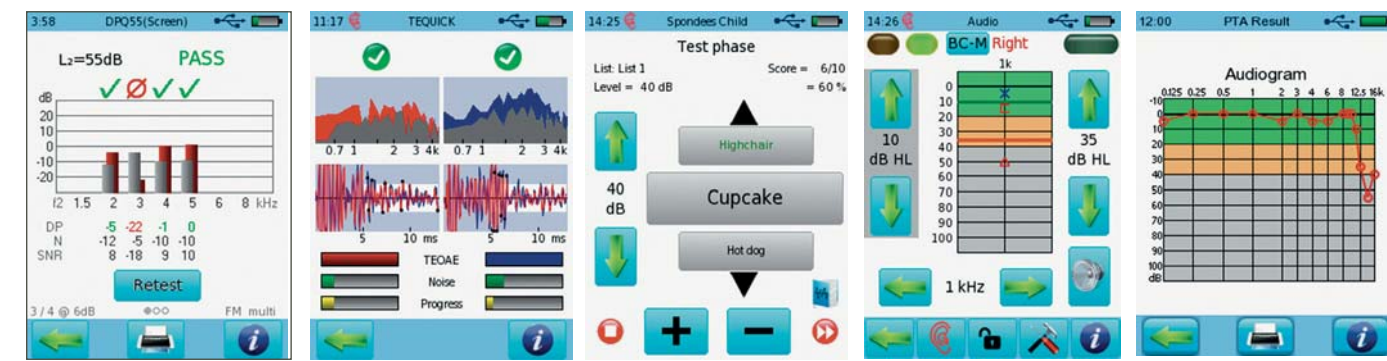 3:58 DPQ55(Screen)
L₂=55dB PASS
dB
20
10
0
-10
-20
f2 1.5 2 3 4 5 6 8 kHz
DP -5 -22 -1 0
N -12 -5 -10 -10
SNR 8 -18 9 10
Retest
3 / 4 @ 6dB FM multi
i
11:17 TEQUICK
0.7 1 2 3 4k 0.7 1 2 3 4k
5 10 ms 5 10 ms
TEOAE
Noise
Progress
i
14:25 Spondees Child
Test phase
List: List 1 Score = 6/10
Level = 40 dB = 60 %
Highchair
40
dB
Cupcake
Hot dog
14:26 Audio
BC-M Right
1k
0
10
20
30
40
50
60
70
80
90
100
10
dB HL
35
dB HL
1 kHz
i
12:00 PTA Result
Audiogram
0.125 0.25 0.5 1 2 3 4 6 8 12.5 16k
-10
0
10
20
30
40
50
60
70
80
90
100
dB
i